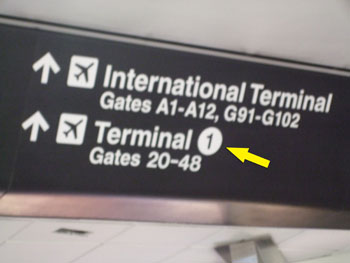 International Terminal
Gates A1-A12, G91-G102
Terminal 1
Gates 20-48